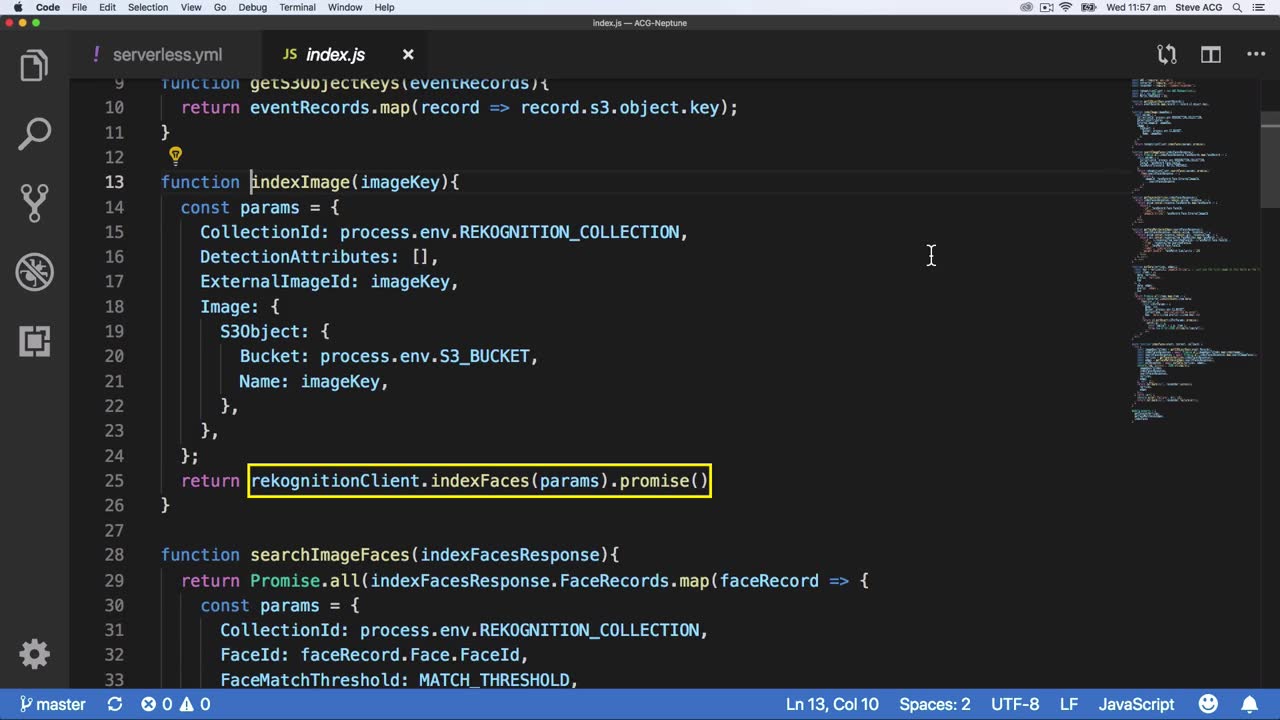 Code File Edit Selection View Go Debug Terminal Window Help Wed 11:57 am Steve ACG
index.js — ACG-Neptune
! serverless.yml JS index.js
9 function getS3ObjectKeys(eventRecords){
10 return eventRecords.map(record => record.s3.object.key);
11 }
12
13 function indexImage(imageKey){
14 const params = {
15 CollectionId: process.env.REKOGNITION_COLLECTION,
16 DetectionAttributes: [],
17 ExternalImageId: imageKey,
18 Image: {
19 S3Object: {
20 Bucket: process.env.S3_BUCKET,
21 Name: imageKey,
22 },
23 },
24 };
25 return rekognitionClient.indexFaces(params).promise()
26 }
27
28 function searchImageFaces(indexFacesResponse){
29 return Promise.all(indexFacesResponse.FaceRecords.map(faceRecord => {
30 const params = {
31 CollectionId: process.env.REKOGNITION_COLLECTION,
32 FaceId: faceRecord.Face.FaceId,
33 FaceMatchThreshold: MATCH_THRESHOLD,
master 0 0 Ln 13, Col 10 Spaces: 2 UTF-8 LF JavaScript